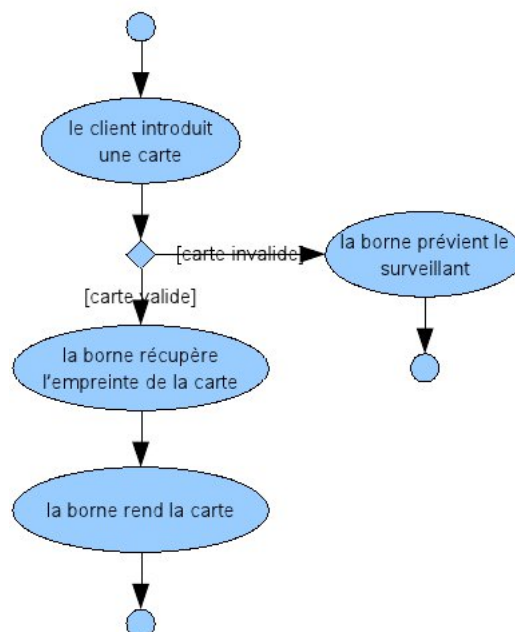 le client introduit
une carte
[carte invalide]
la borne prévient le
surveillant
[carte valide]
la borne récupère
l'empreinte de la carte
la borne rend la carte